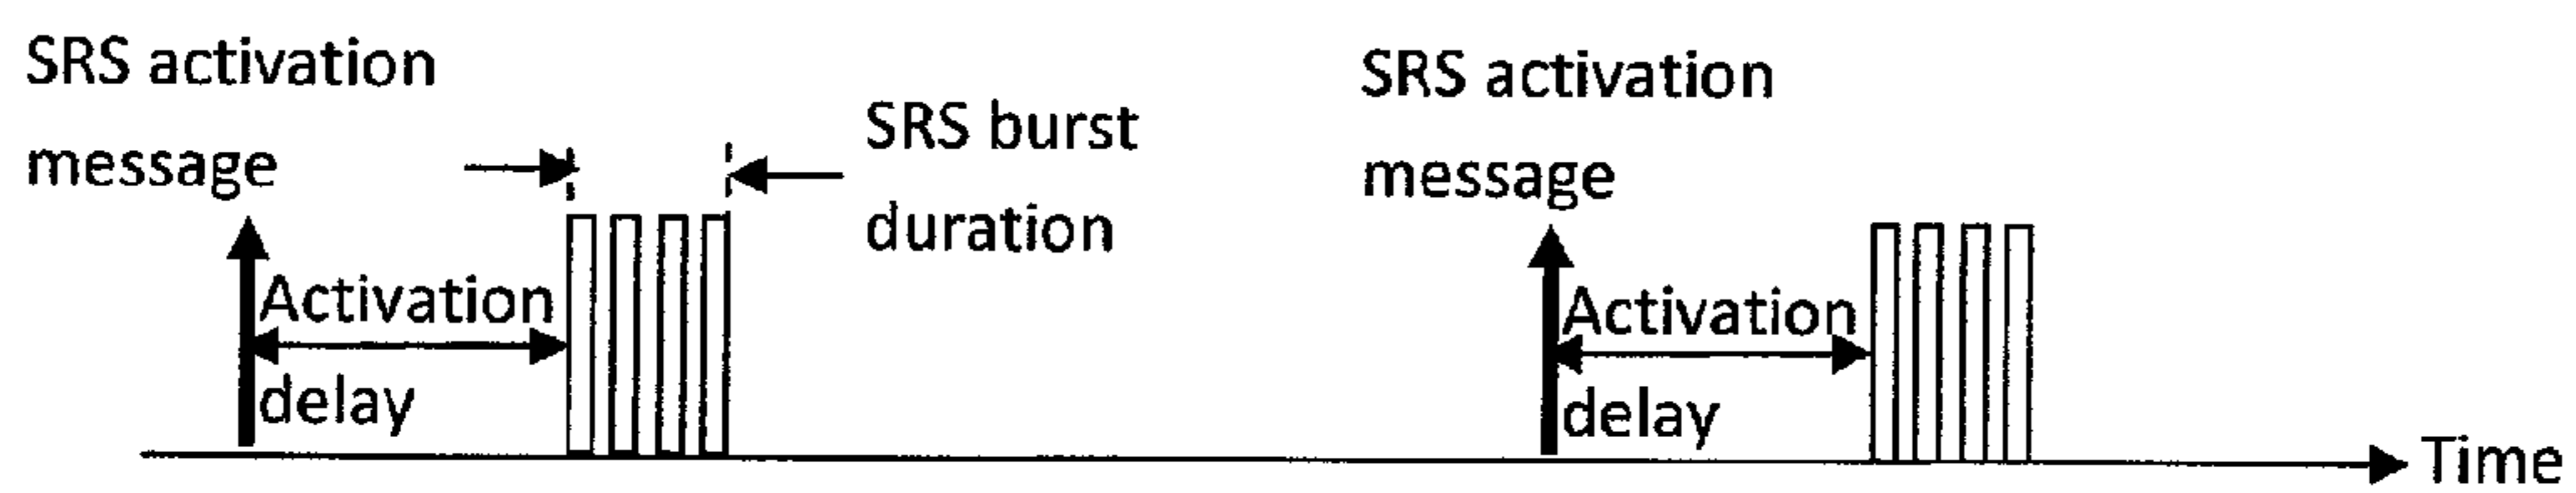 SRS activation
message
SRS burst
duration
Activation
delay
SRS activation
message
Activation
delay
Time